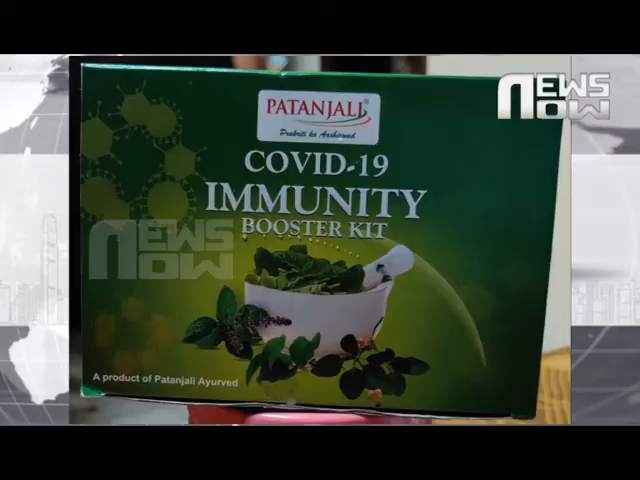 NEWS
NOW
PATANJALI®
Prakriti ka Aashirwad
COVID-19
IMMUNITY
BOOSTER KIT
NEWS
NOW
A product of Patanjali Ayurved